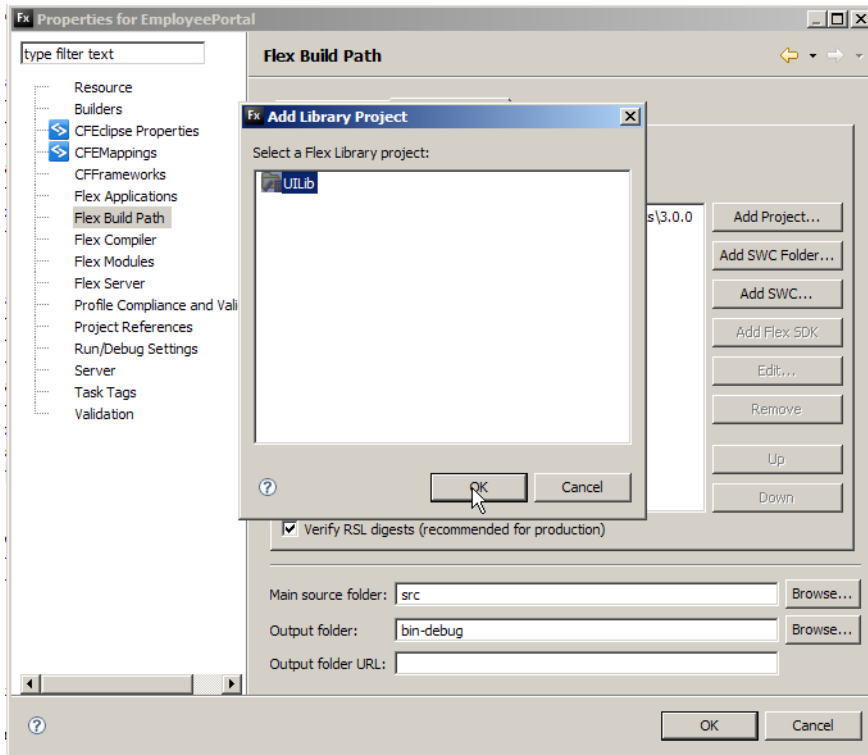 Fx Properties for EmployeePortal
type filter text
Flex Build Path
Resource
Builders
CFEclipse Properties
CFEMappings
CFFrameworks
Flex Applications
Flex Build Path
Flex Compiler
Flex Modules
Flex Server
Profile Compliance and Vali
Project References
Run/Debug Settings
Server
Task Tags
Validation
Fx Add Library Project
Select a Flex Library project:
UILib
OK
Cancel
s\3.0.0
Add Project...
Add SWC Folder...
Add SWC...
Add Flex SDK
Edit...
Remove
Up
Down
Verify RSL digests (recommended for production)
Main source folder: src Browse...
Output folder: bin-debug Browse...
Output folder URL:
OK Cancel